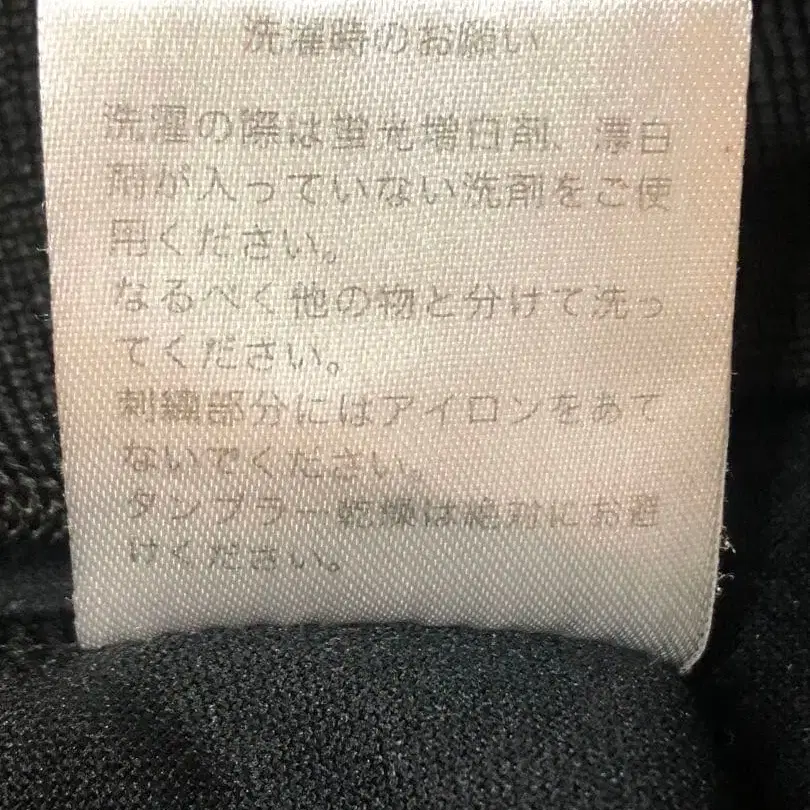 洗濯時のお願い
洗濯の際は蛍光増白剤、漂白
剤が入っていない洗剤をご使
用ください。
なるべく他の物と分けて洗っ
てください。
刺繍部分にはアイロンをあて
ないでください。
タンブラー乾燥は絶対にお避
けください。